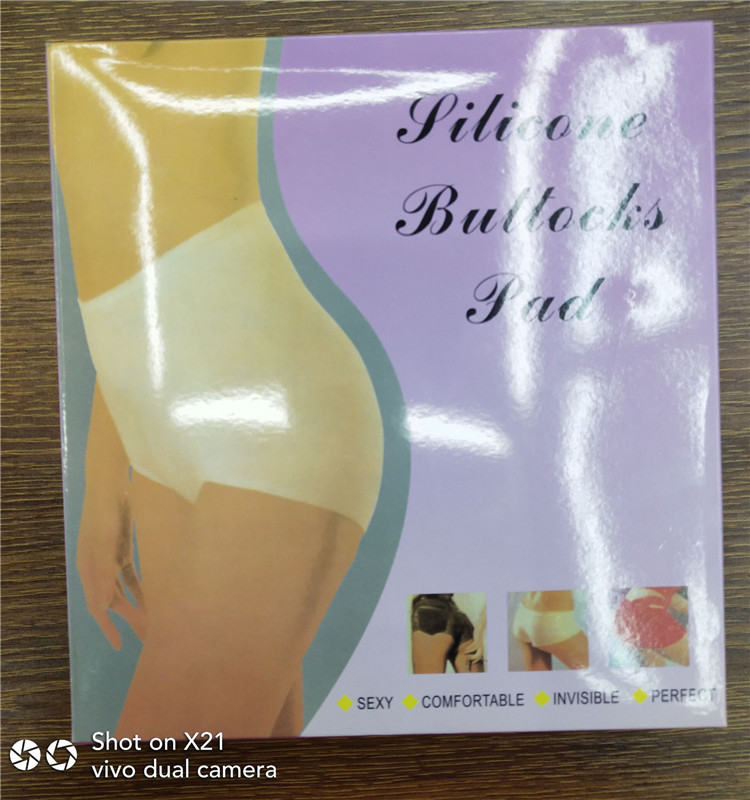 Silicone
Buttocks
Pad
SEXY COMFORTABLE INVISIBLE PERFECT
Shot on X21
vivo dual camera